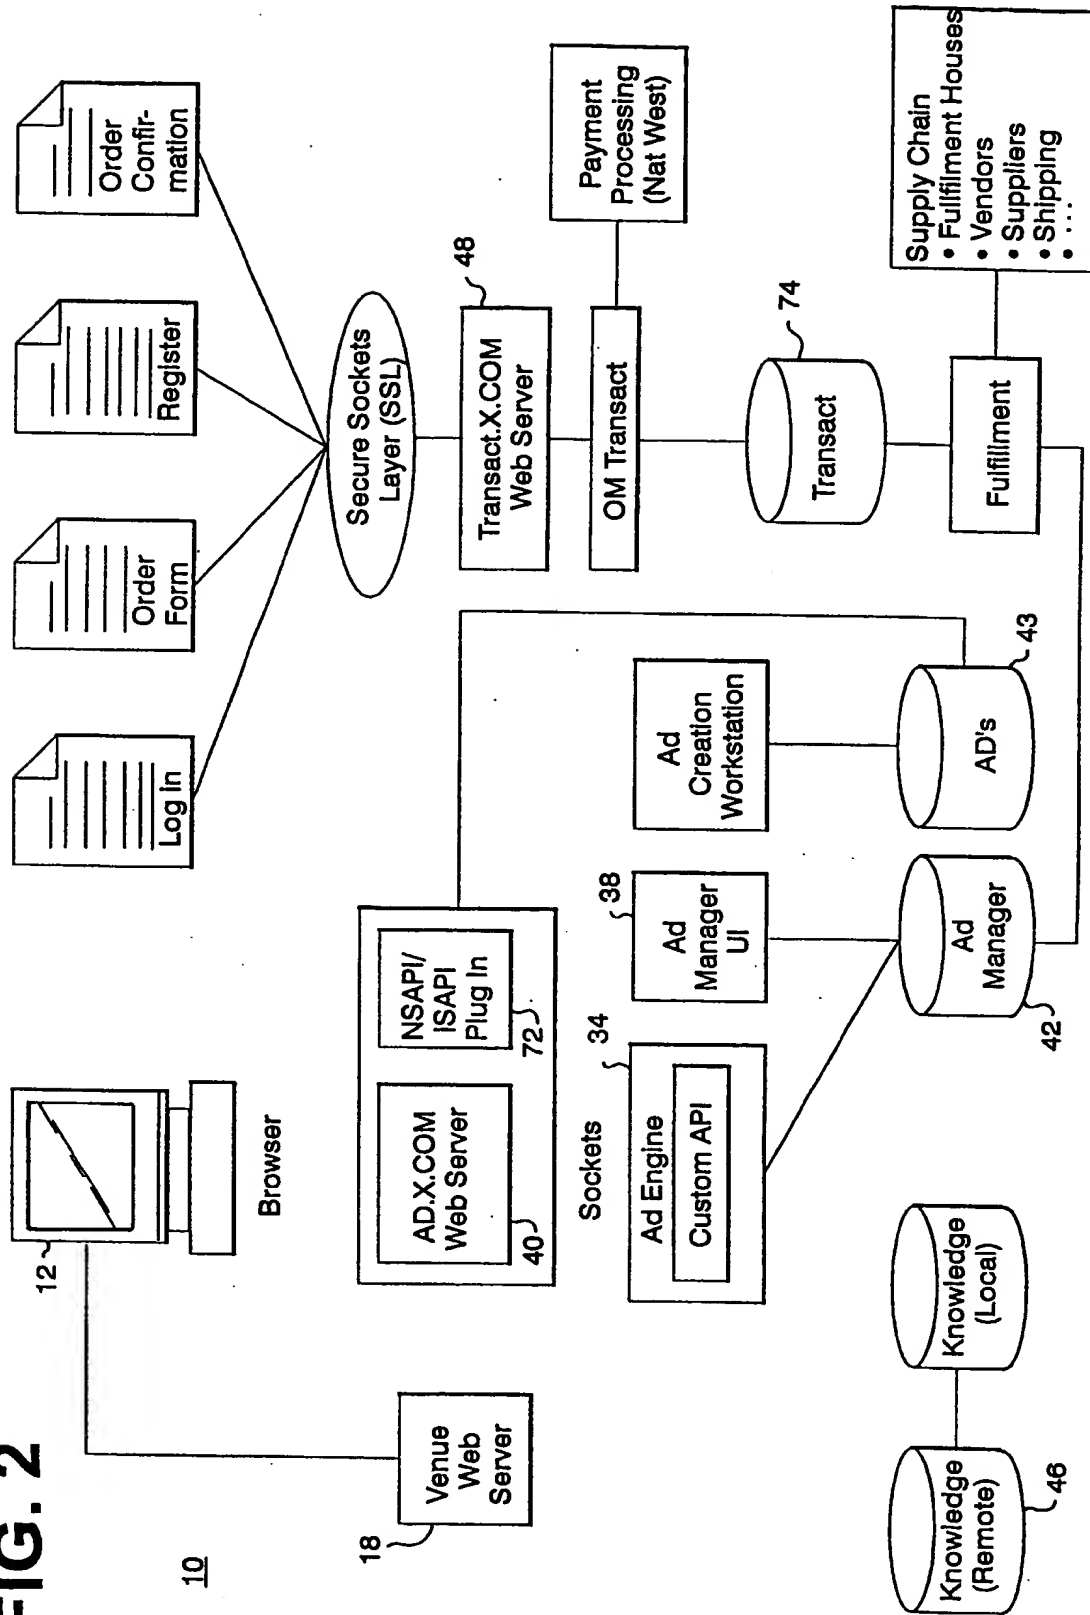 FIG. 2
10
12
Browser
Log in
Order
Form
Register
Order
Confir-
mation
Secure Sockets
Layer (SSL)
18
Venue
Web
Server
AD.X.COM
Web Server
40
NSAPI/
ISAPI
Plug In
72
Transact.X.COM
Web Server
48
Sockets
34
Ad Engine
Custom API
38
Ad
Manager
UI
Ad
Creation
Workstation
OM Transact
Payment
Processing
(Nat West)
Transact
74
Knowledge
(Remote)
46
Knowledge
(Local)
Ad
Manager
42
AD's
43
Fulfillment
Supply Chain
• Fullfilment Houses
• Vendors
• Suppliers
• Shipping
• ...